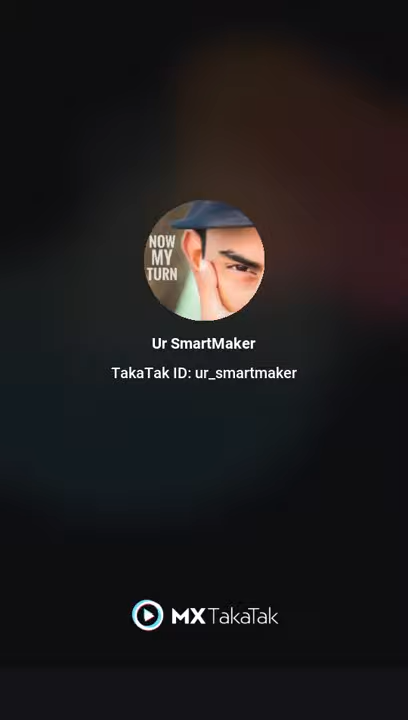 NOW
MY
TURN
Ur SmartMaker
TakaTak ID: ur_smartmaker
MX TakaTak